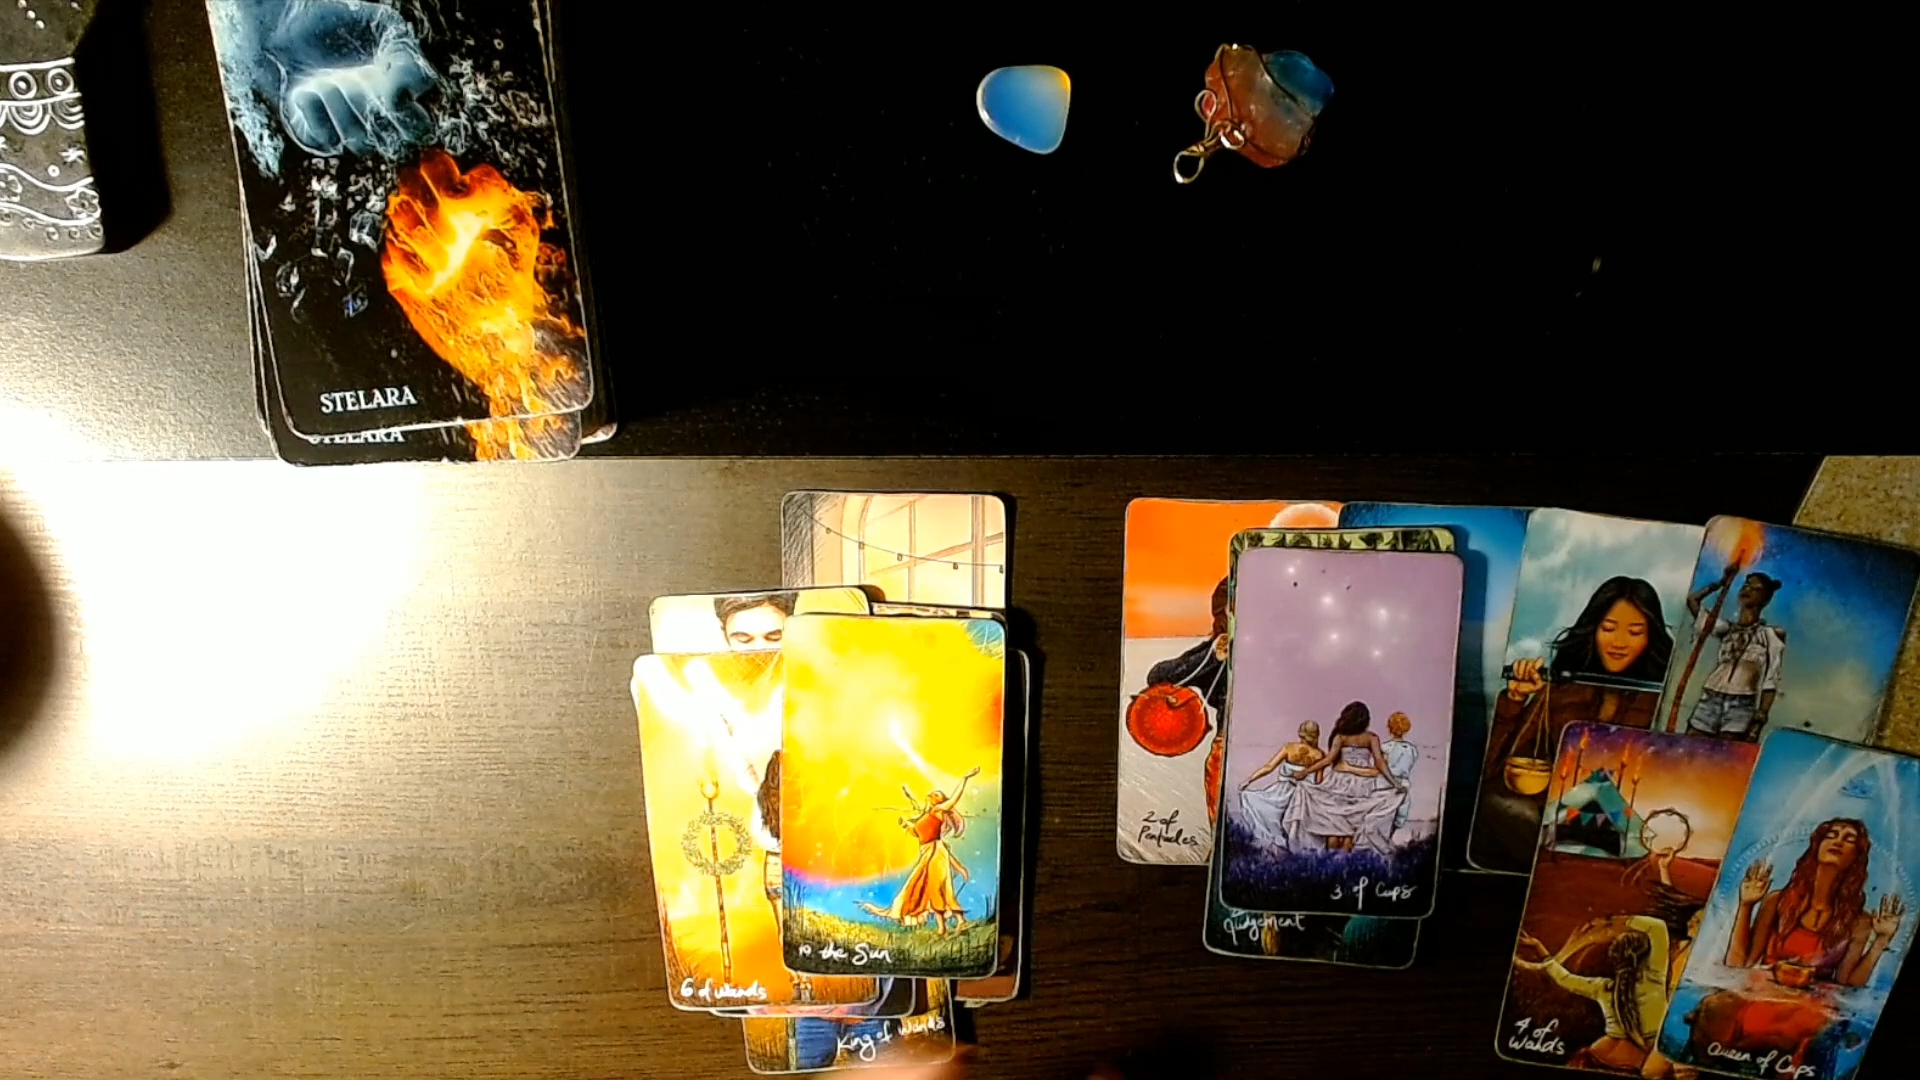 STELARA
STELARA
2 of
Pentacles
3 of Cups
Judgement
19 the Sun
6 of Wands
King of Wands
4 of
Wands
Queen of Cups